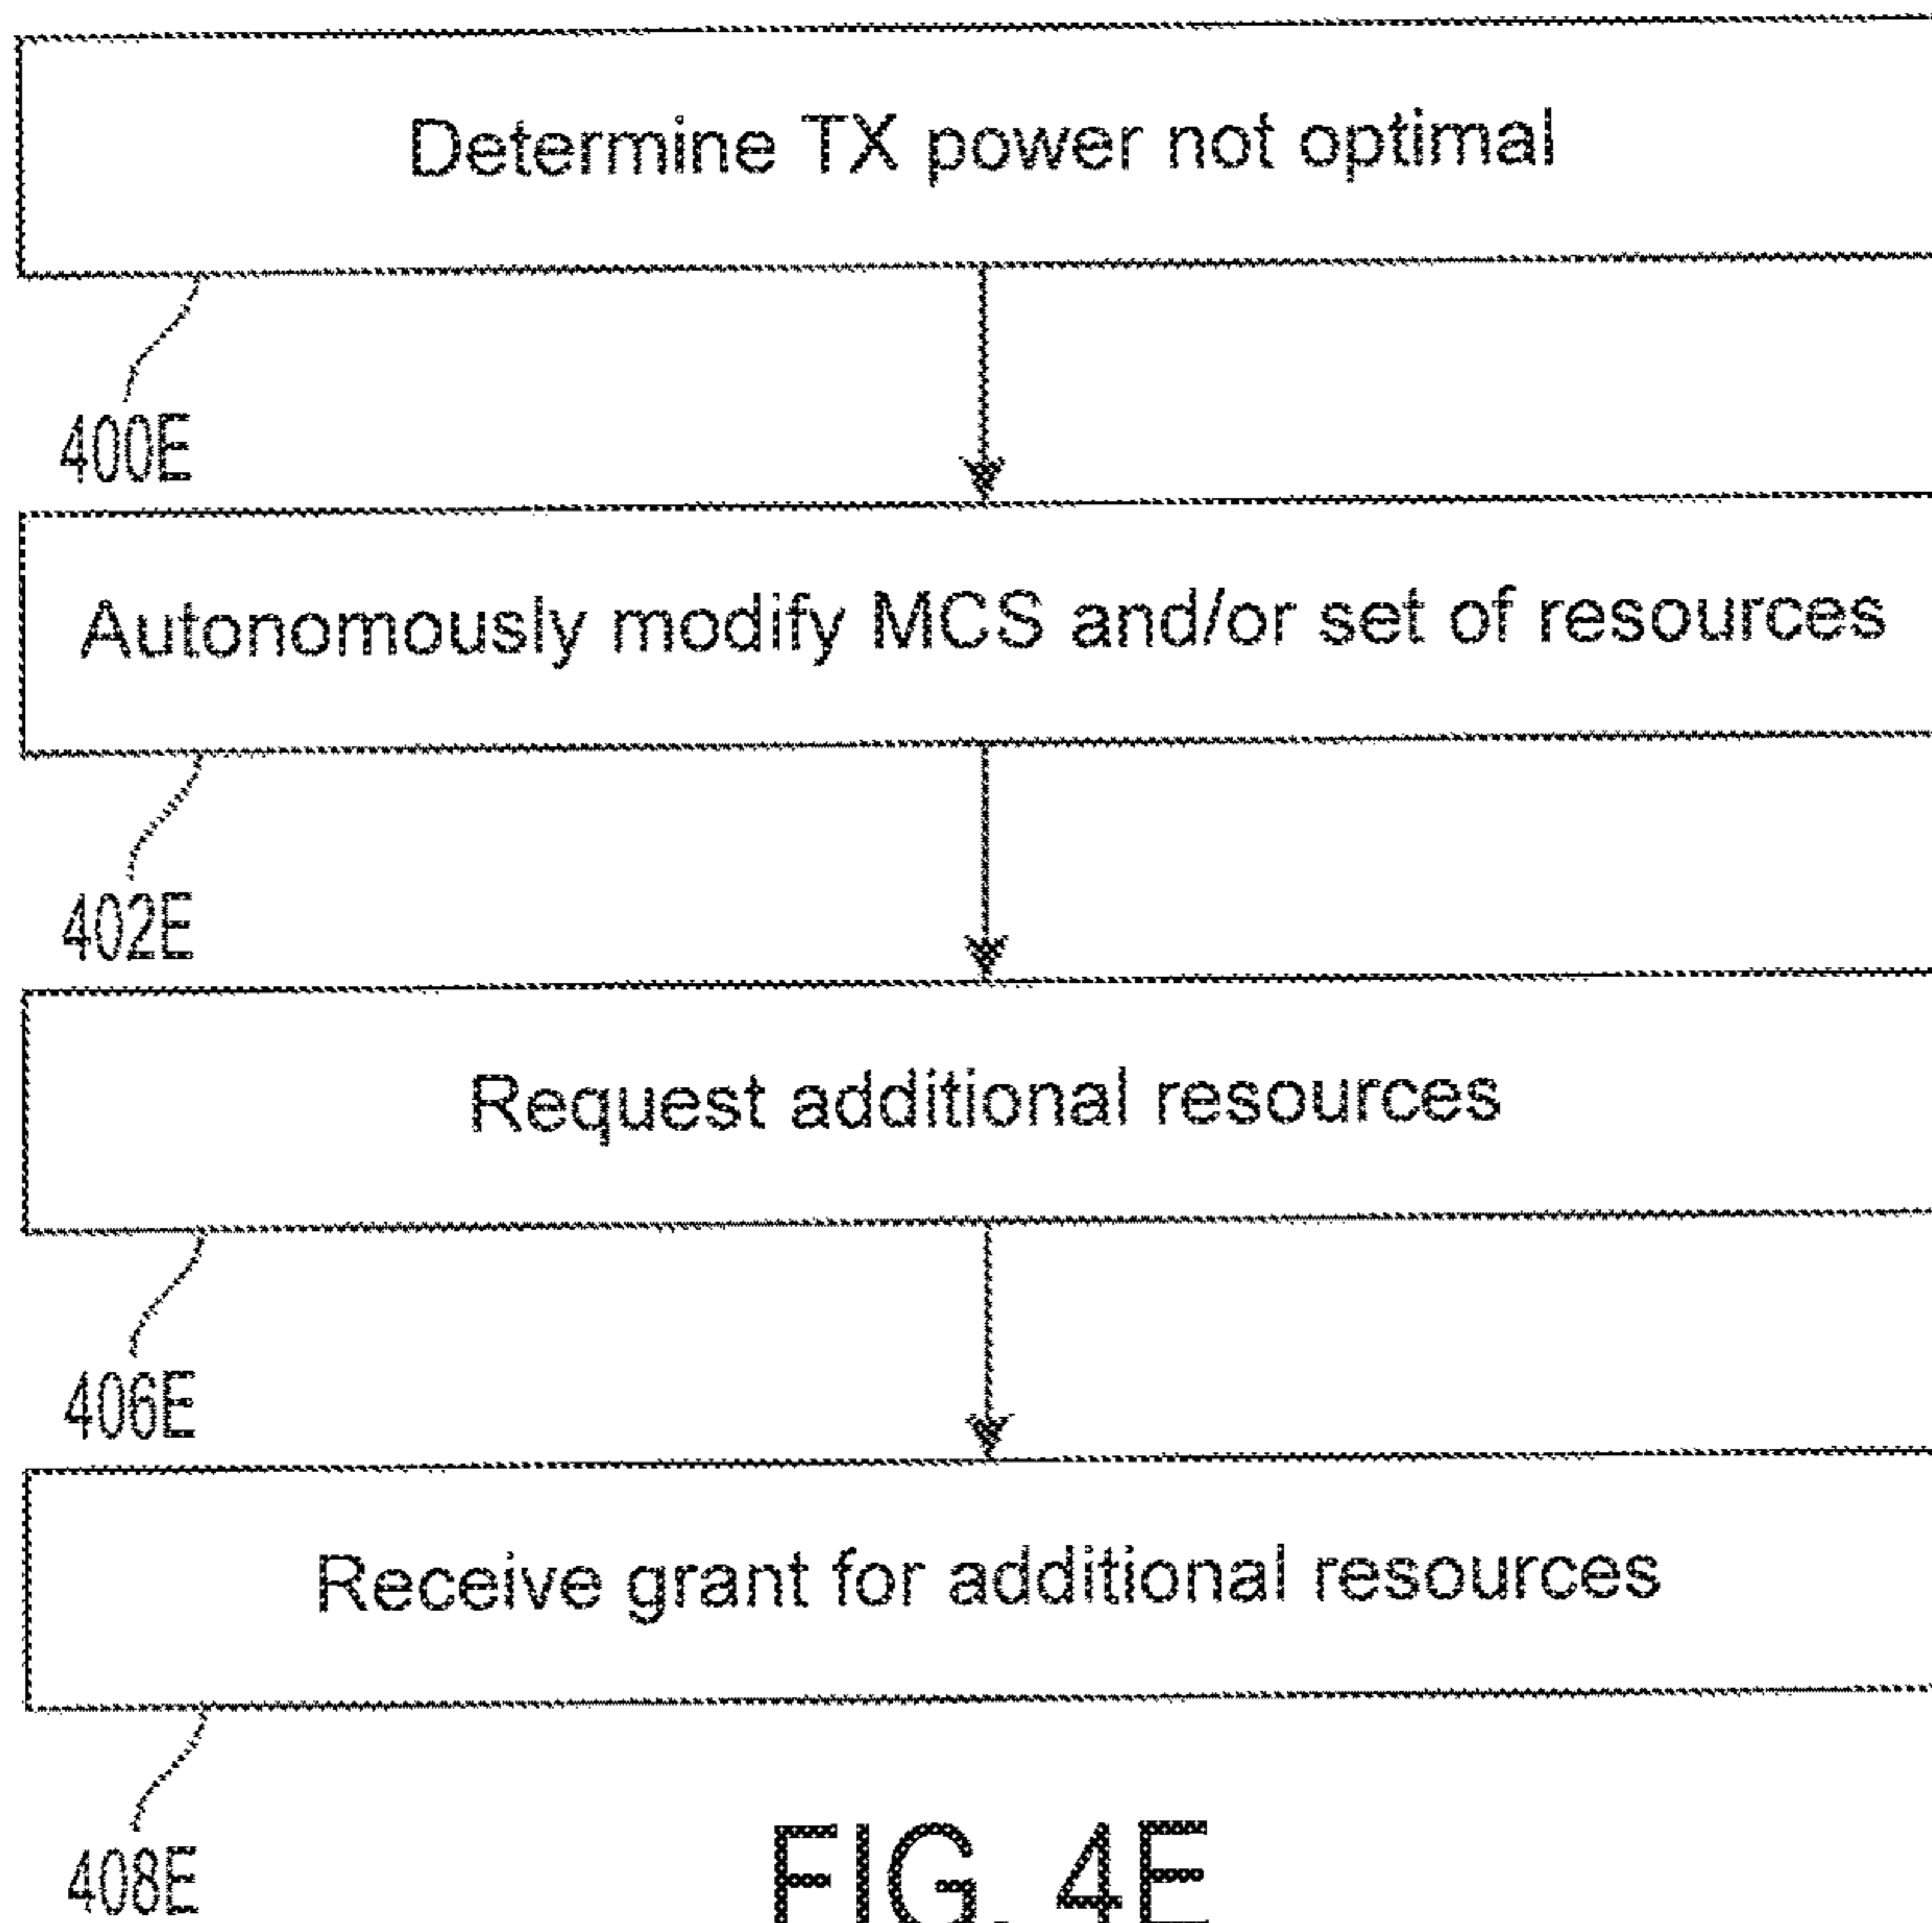 Determine TX power not optimal
400E
Autonomously modify MCS and/or set of resources
402E
Request additional resources
406E
Receive grant for additional resources
408E
FIG. 4E